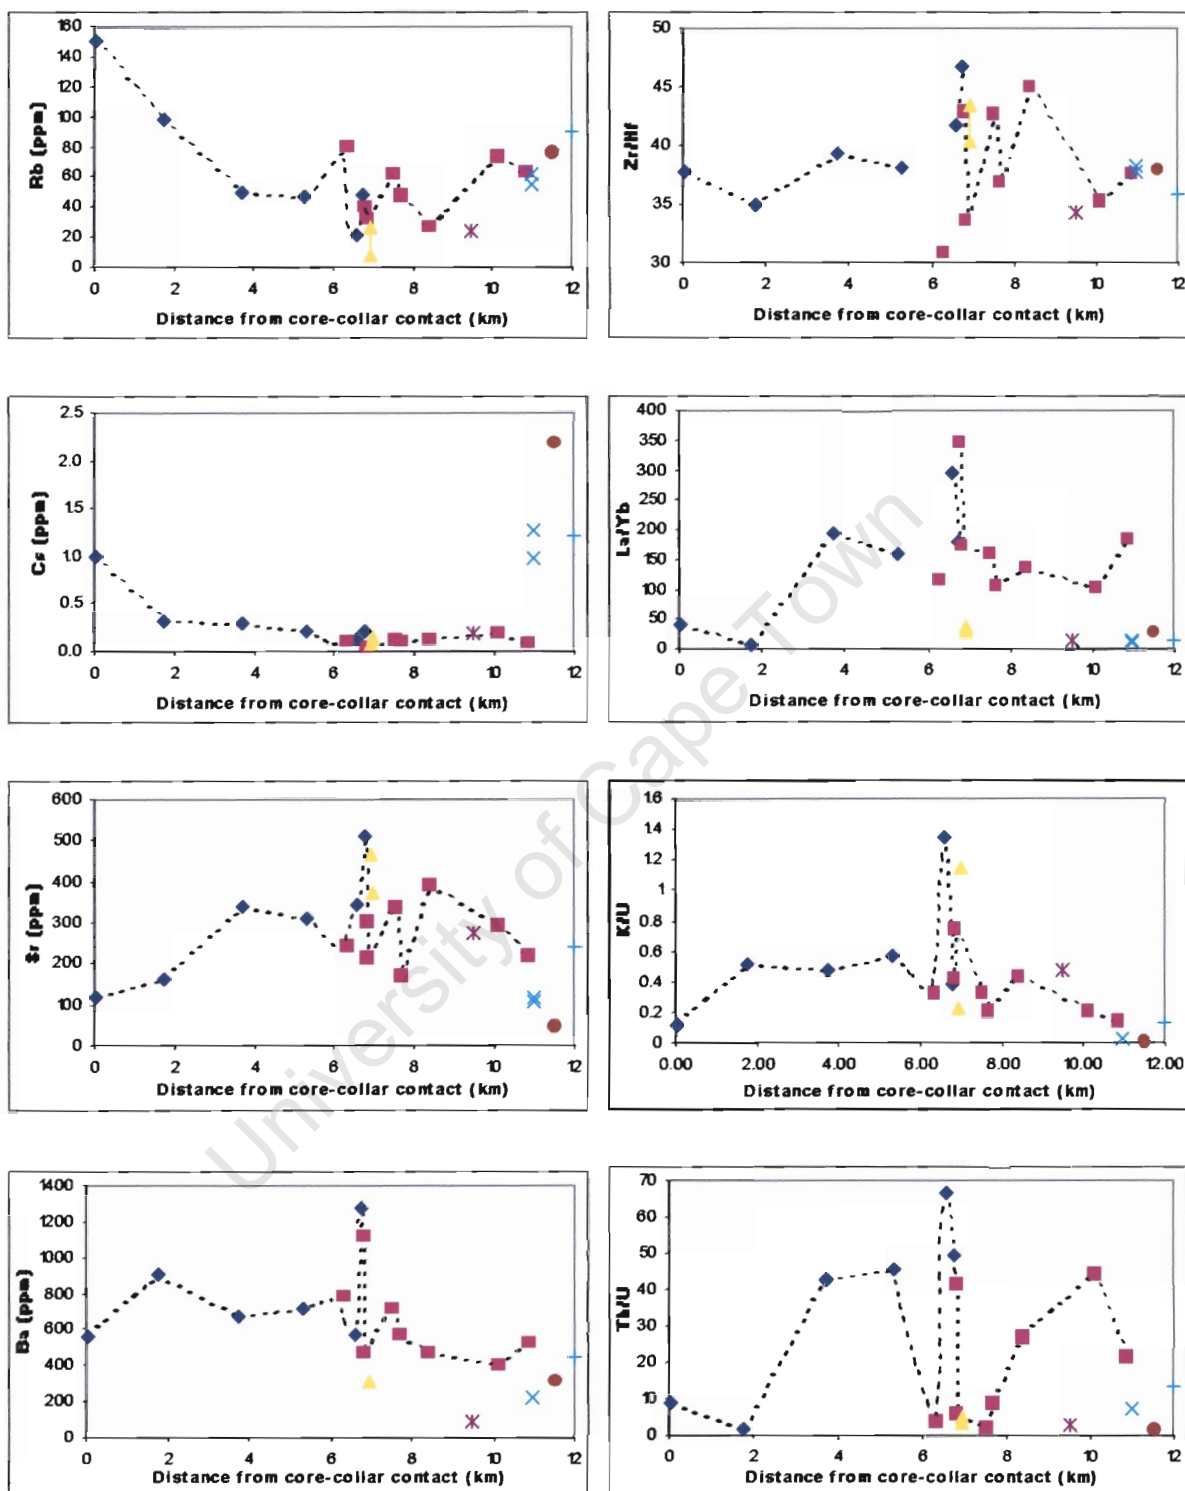 160
140
120
100
80
60
40
20
0
Rb (ppm)
0 2 4 6 8 10 12
Distance from core-collar contact (km)
50
45
40
35
30
Zr/Hf
0 2 4 6 8 10 12
Distance from core-collar contact (km)
2.5
2.0
1.5
1.0
0.5
0.0
Cs (ppm)
0 2 4 6 8 10 12
Distance from core-collar contact (km)
400
350
300
250
200
150
100
50
0
La/Yb
0 2 4 6 8 10 12
Distance from core-collar contact (km)
600
500
400
300
200
100
0
Sr (ppm)
0 2 4 6 8 10 12
Distance from core-collar contact (km)
1.6
1.4
1.2
1
0.8
0.6
0.4
0.2
0
K/U
0.00 2.00 4.00 6.00 8.00 10.00 12.00
Distance from core-collar contact (km)
1400
1200
1000
800
600
400
200
0
Ba (ppm)
0 2 4 6 8 10 12
Distance from core-collar contact (km)
70
60
50
40
30
20
10
0
Th/U
0 2 4 6 8 10 12
Distance from core-collar contact (km)
University of Cape Town